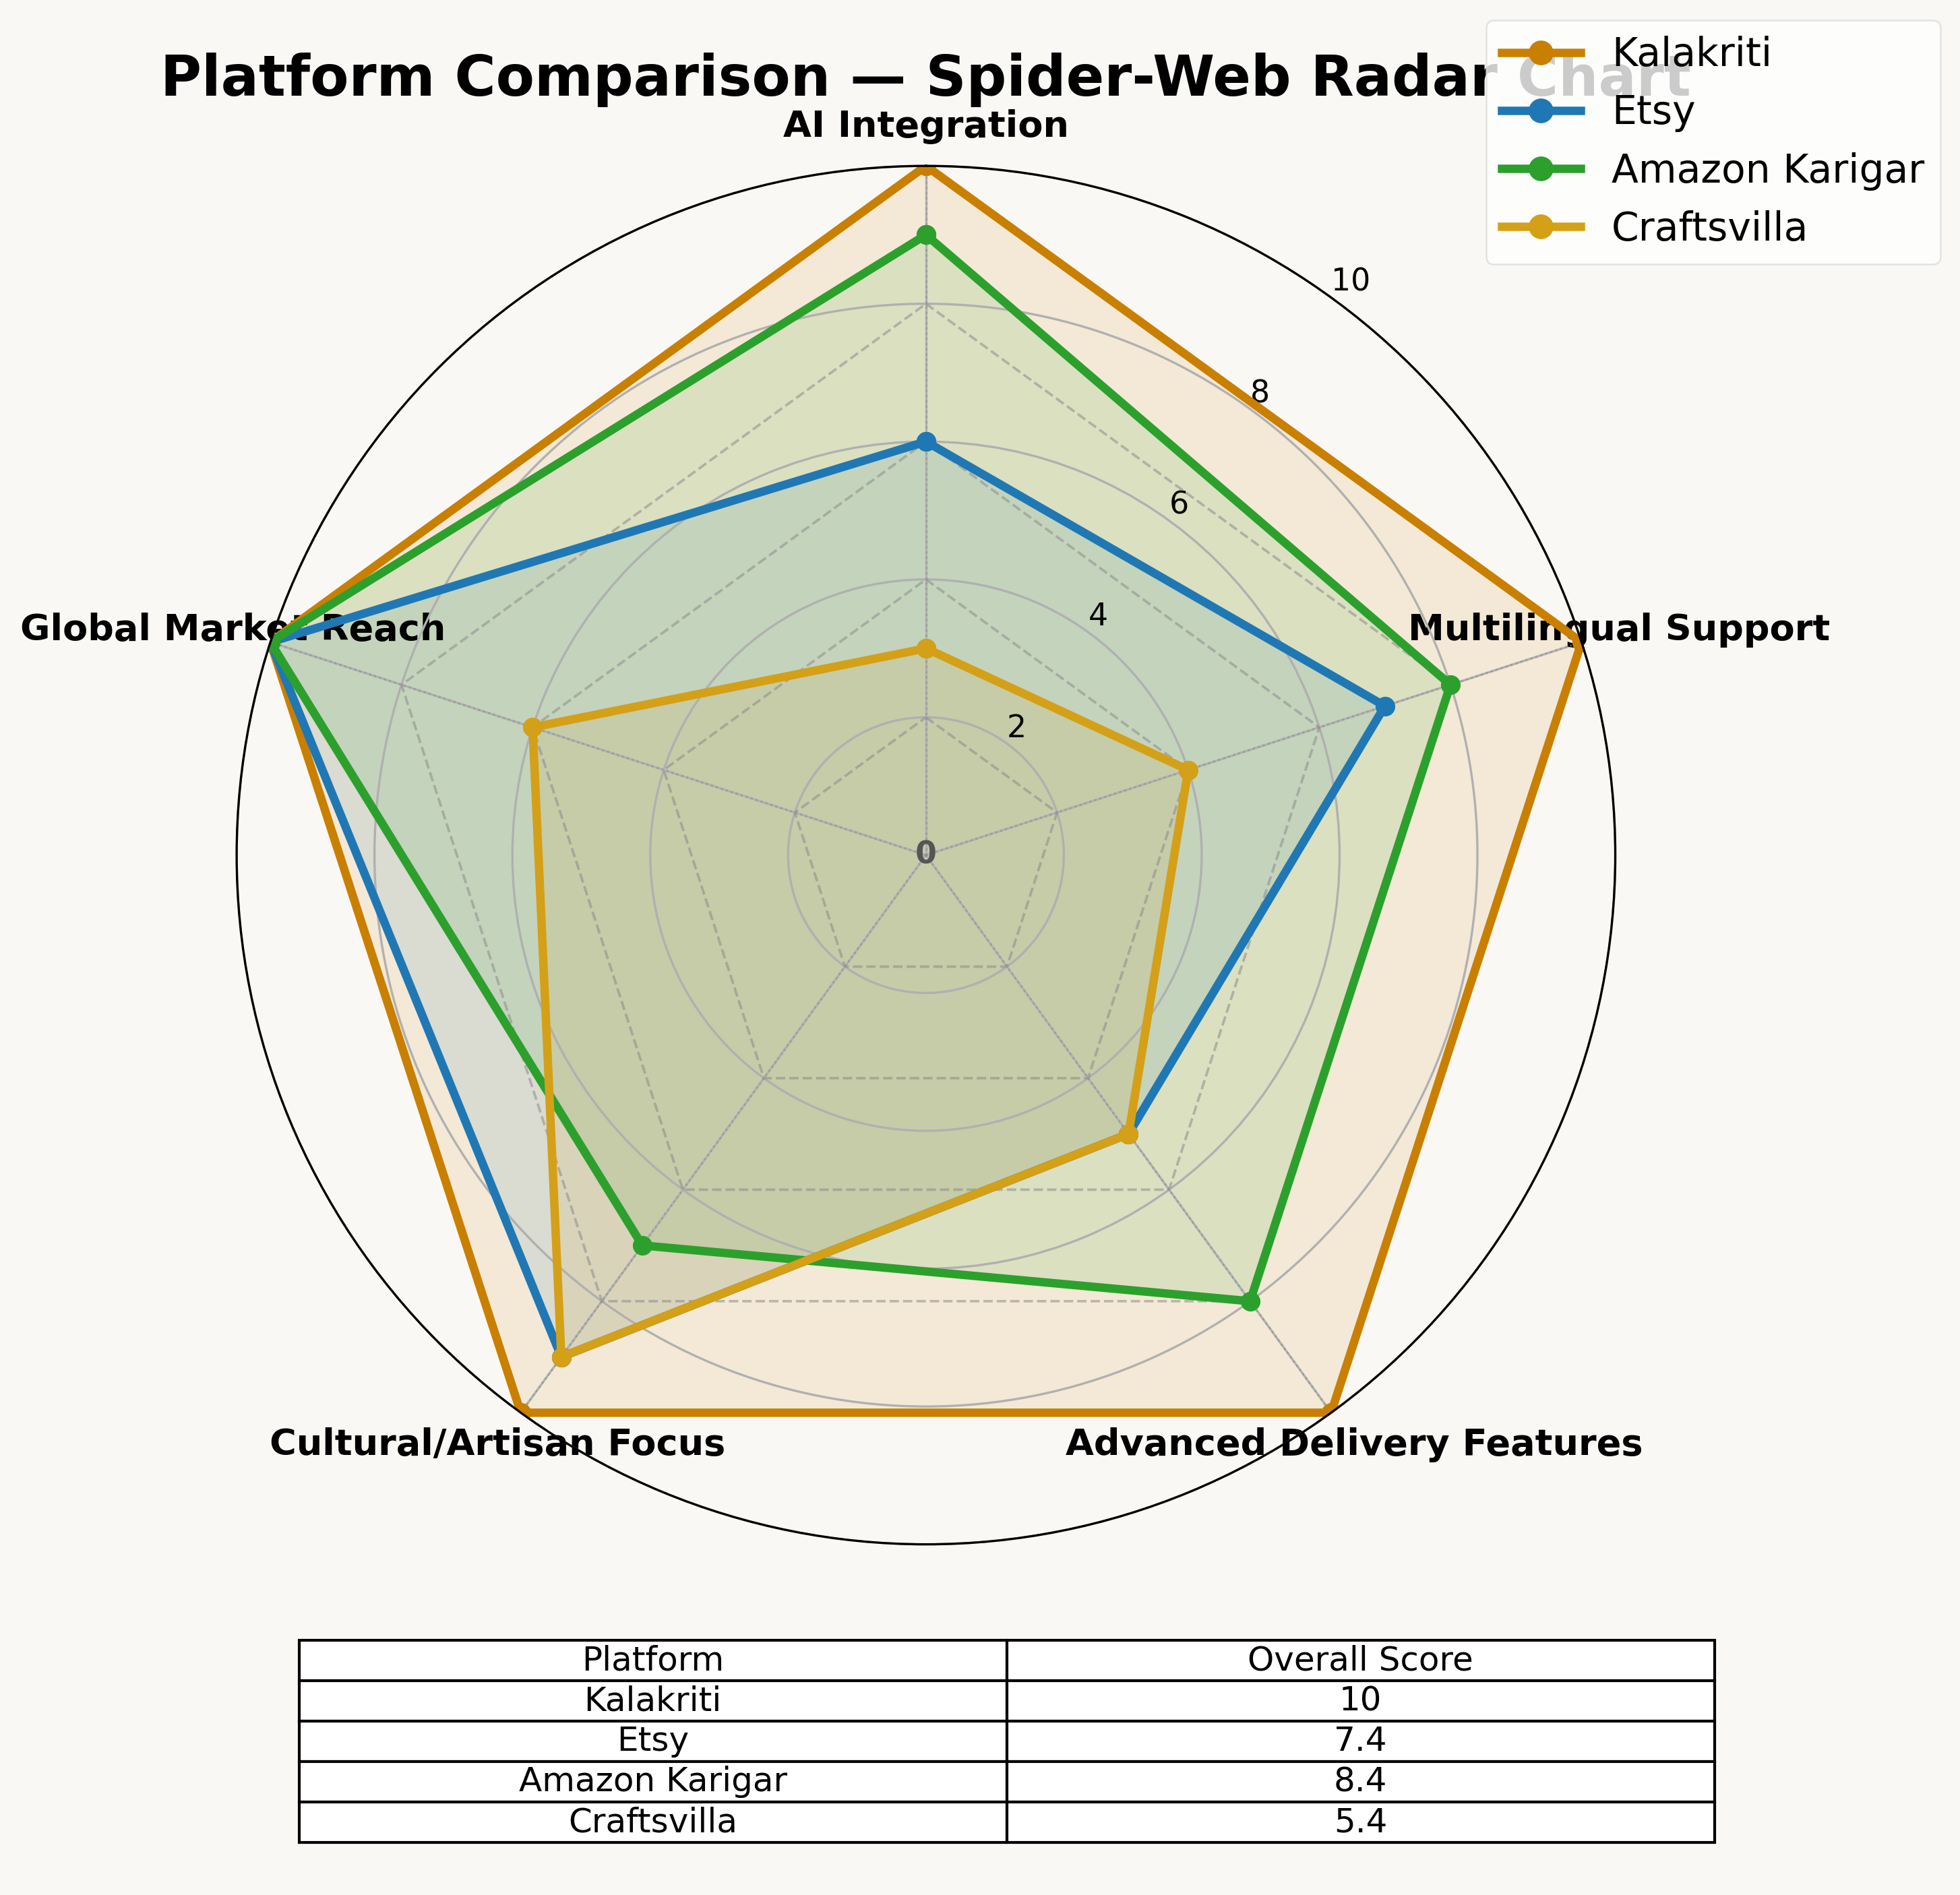 Platform Comparison — Spider-Web Radar Chart
Kalakriti
Etsy
Amazon Karigar
Craftsvilla
AI Integration
10
8
6
4
2
0
Global Market Reach
Multilingual Support
Cultural/Artisan Focus
Advanced Delivery Features
Platform Overall Score
Kalakriti 10
Etsy 7.4
Amazon Karigar 8.4
Craftsvilla 5.4